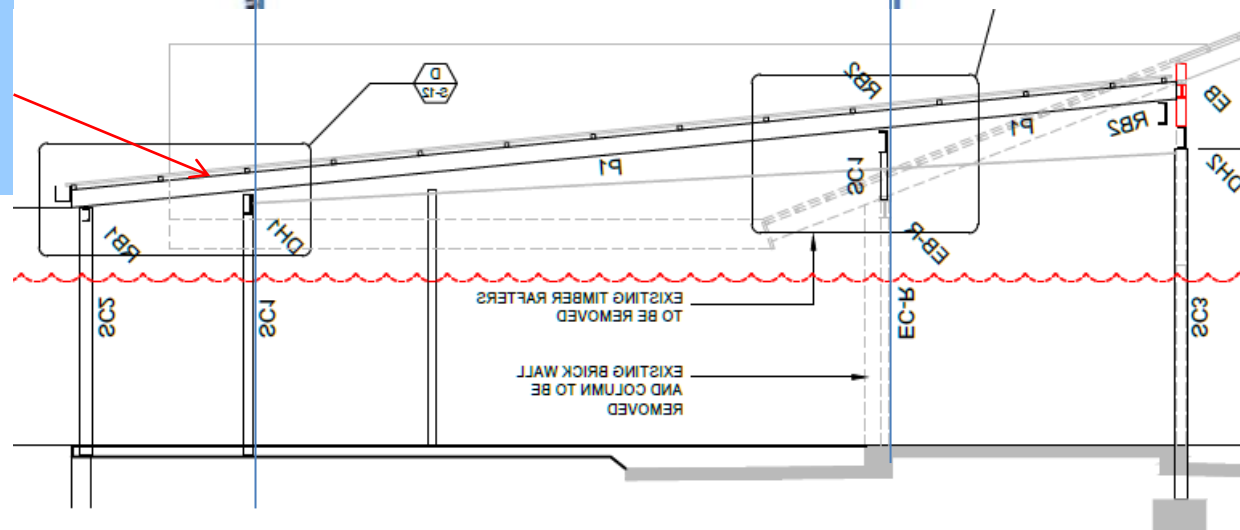 D
S-12
RB2
EB
P1
RB2
P1
SC1
DH2
RB1
DH1
EB-R
EXISTING TIMBER RAFTERS
TO BE REMOVED
SC2
SC1
EC-R
SC3
EXISTING BRICK WALL
AND COLUMN TO BE
REMOVED